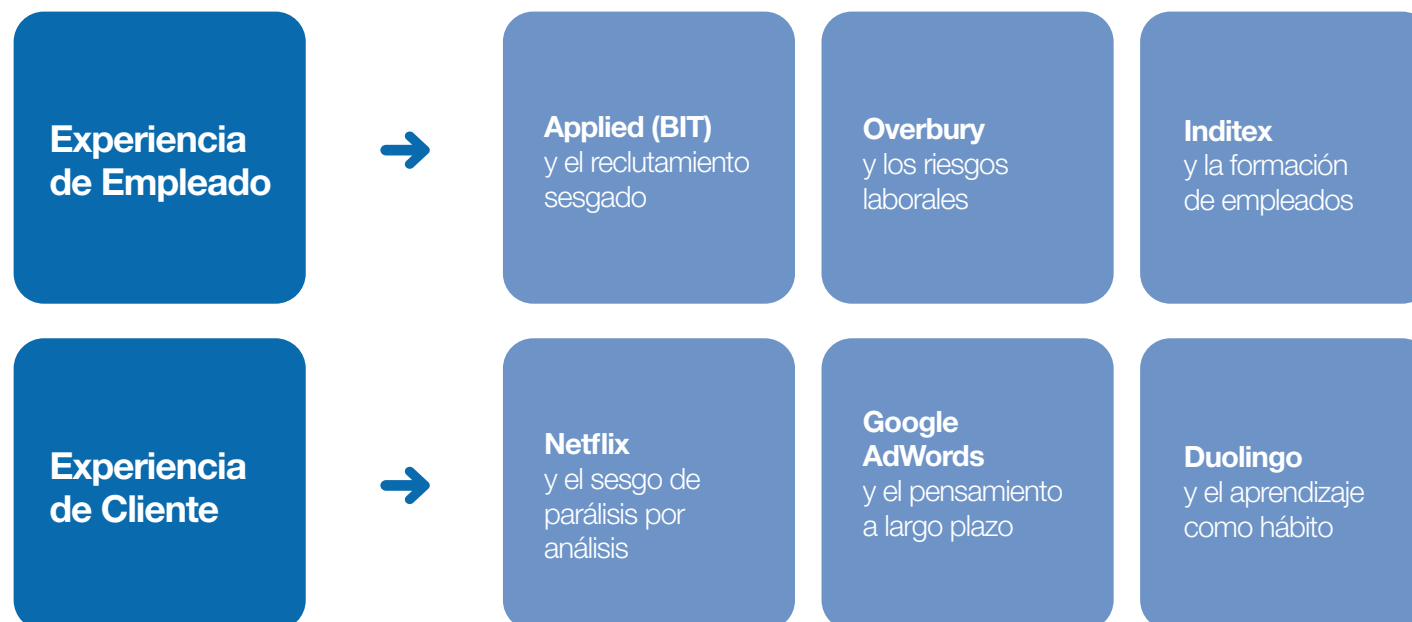 Experiencia
de Empleado
Applied (BIT)
y el reclutamiento
sesgado
Overbury
y los riesgos
laborales
Inditex
y la formación
de empleados
Experiencia
de Cliente
Netflix
y el sesgo de
parálisis por
análisis
Google
AdWords
y el pensamiento
a largo plazo
Duolingo
y el aprendizaje
como hábito